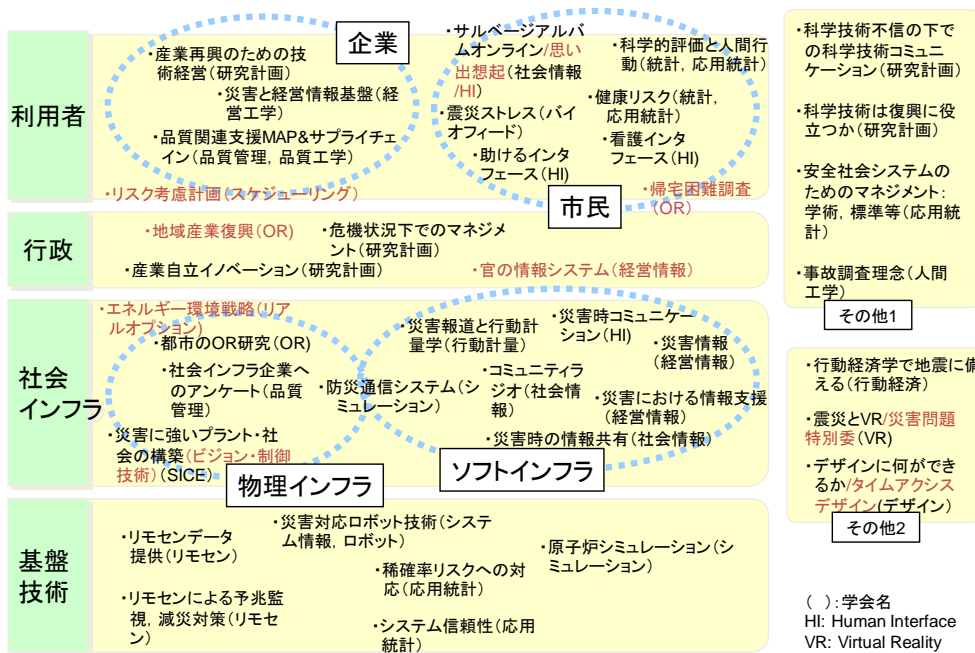 利用者
企業
・産業再興のための技
術経営(研究計画)
・災害と経営情報基盤(経
営工学)
・品質関連支援MAP&サプライチェ
イン(品質管理, 品質工学)
・リスク考慮計画(スケジューリング)
・サルベージアルバ
ムオンライン/思い
出想起(社会情報
/HI)
・震災ストレス(バイ
オフィード)
・助けるインタ
フェース(HI)
・科学的評価と人間行
動(統計, 応用統計)
・健康リスク(統計,
応用統計)
・看護インタ
フェース(HI)
・帰宅困難調査
(OR)
市民
行政
・地域産業復興(OR)
・危機状況下でのマネジメ
ント(研究計画)
・産業自立イノベーション(研究計画)
・官の情報システム(経営情報)
社会
インフラ
・エネルギー環境戦略(リア
ルオプション)
・都市のOR研究(OR)
・社会インフラ企業
へのアンケート(品質
管理)
・災害に強いプラント・社
会の構築(ビジョン・制御
技術)(SICE)
物理インフラ
・防災通信システム(シ
ミュレーション)
・災害報道と行動計
量学(行動計量)
・災害時コミュニケー
ション(HI)
・災害情報
(経営情報)
・コミュニティラ
ジオ(社会情
報)
・災害における情報支援
(経営情報)
・災害時の情報共有(社会情報)
ソフトインフラ
基盤
技術
・リモセンデータ
提供(リモセン)
・災害対応ロボット技術(システ
ム情報, ロボット)
・原子炉シミュレーション(シ
ミュレーション)
・稀確率リスクへの対
応(応用統計)
・リモセンによる予兆監
視, 減災対策(リモセ
ン)
・システム信頼性(応用
統計)
・科学技術不信の下で
の科学技術コミュニ
ケーション(研究計画)
・科学技術は復興に役
立つか(研究計画)
・安全社会システムの
ためのマネジメント:
学術, 標準等(応用統
計)
・事故調査理念(人間
工学)
その他1
・行動経済学で地震に備
える(行動経済)
・震災とVR/災害問題
特別委(VR)
・デザインに何ができ
るか/タイムアクシス
デザイン(デザイン)
その他2
( ):学会名
HI: Human Interface
VR: Virtual Reality